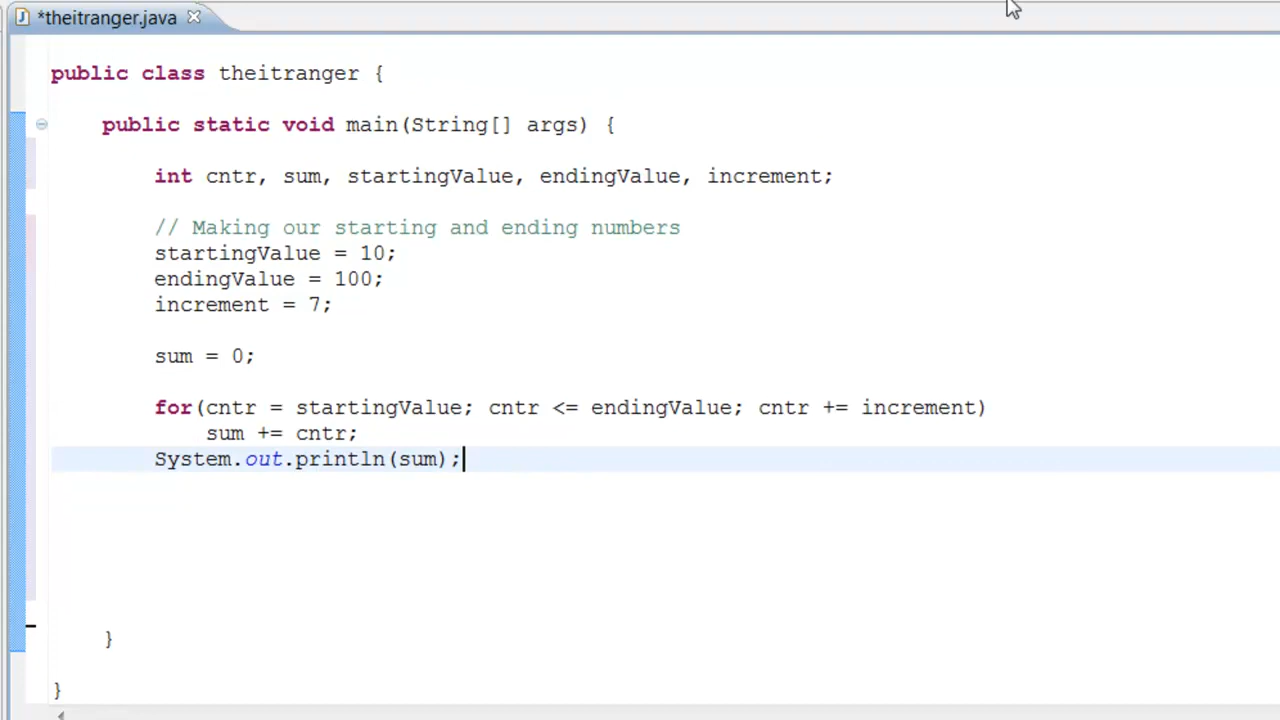 *theitranger.java
public class theitranger {
public static void main(String[] args) {
int cntr, sum, startingValue, endingValue, increment;
// Making our starting and ending numbers
startingValue = 10;
endingValue = 100;
increment = 7;
sum = 0;
for(cntr = startingValue; cntr <= endingValue; cntr += increment)
sum += cntr;
System.out.println(sum);
}
}